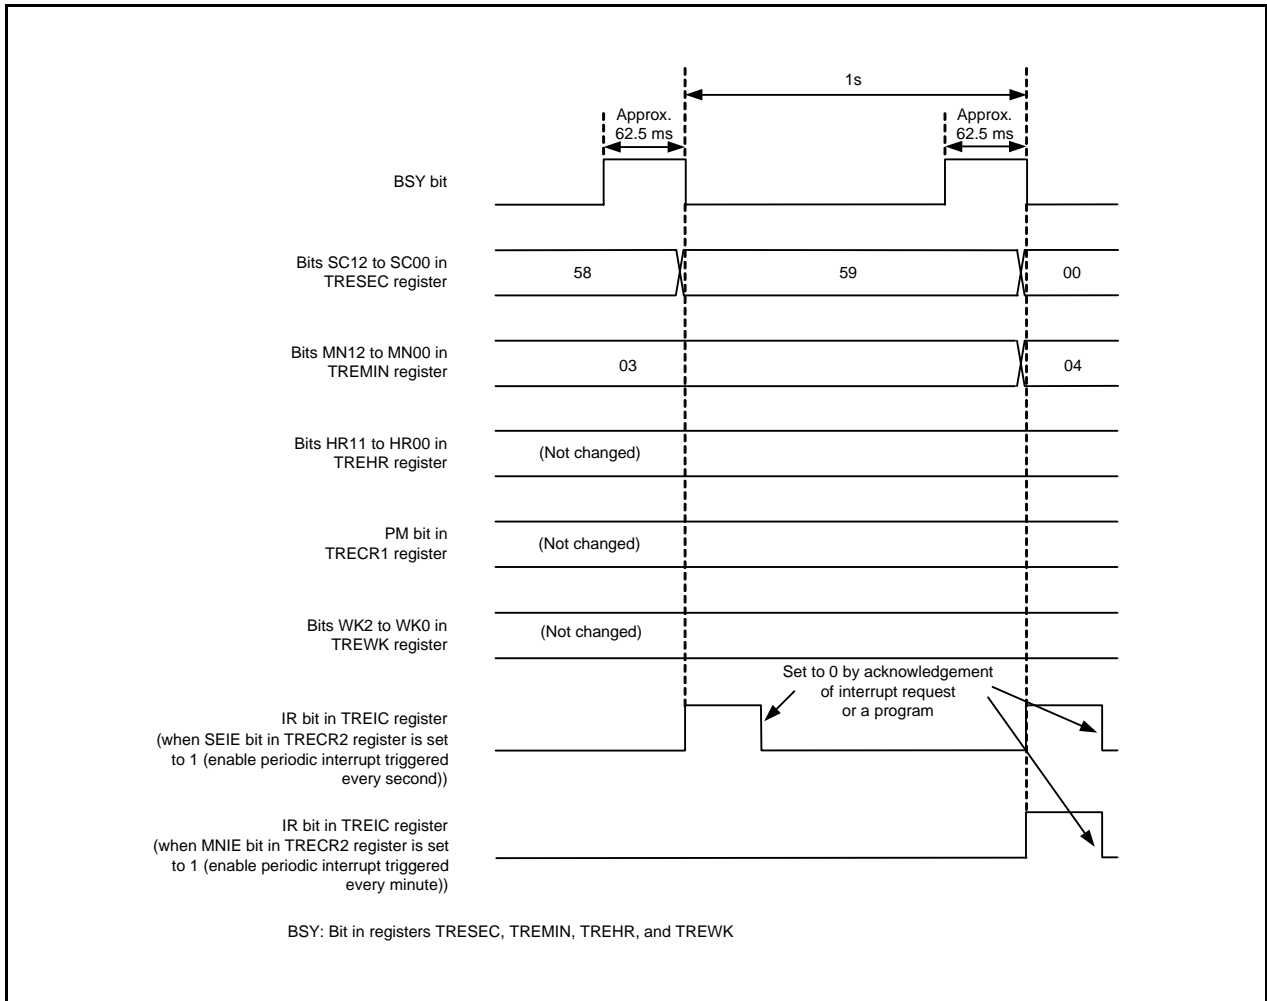 1s
Approx.
62.5 ms
Approx.
62.5 ms
BSY bit
Bits SC12 to SC00 in
TRESEC register
58
59
00
Bits MN12 to MN00 in
TREMIN register
03
04
Bits HR11 to HR00 in
TREHR register
(Not changed)
PM bit in
TRECR1 register
(Not changed)
Bits WK2 to WK0 in
TREWK register
(Not changed)
Set to 0 by acknowledgement
of interrupt request
or a program
IR bit in TREIC register
(when SEIE bit in TRECR2 register is set
to 1 (enable periodic interrupt triggered
every second))
IR bit in TREIC register
(when MNIE bit in TRECR2 register is set
to 1 (enable periodic interrupt triggered
every minute))
BSY: Bit in registers TRESEC, TREMIN, TREHR, and TREWK